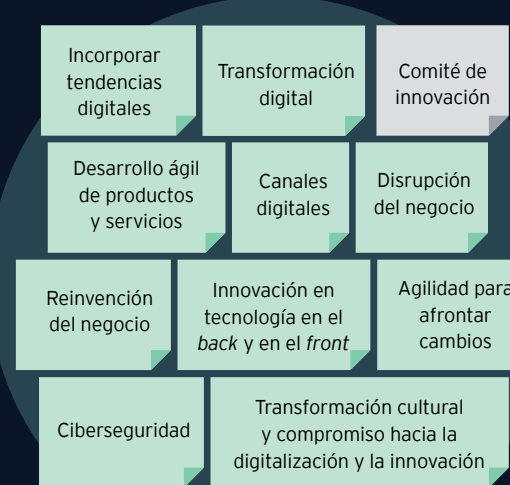 Incorporar
tendencias
digitales
Transformación
digital
Comité de
innovación
Desarrollo ágil
de productos
y servicios
Canales
digitales
Disrupción
del negocio
Reinvención
del negocio
Innovación en
tecnología en el
back y en el front
Agilidad para
afrontar
cambios
Ciberseguridad
Transformación cultural
y compromiso hacia la
digitalización y la innovación